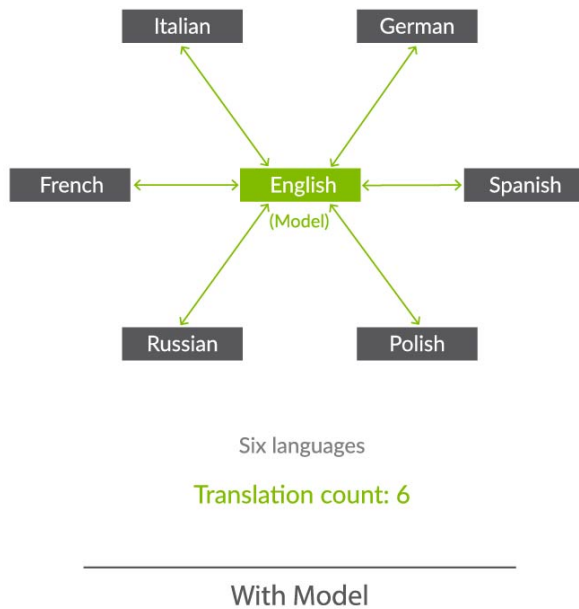 Italian
German
French
English
Spanish
(Model)
Russian
Polish
Six languages
Translation count: 6
With Model